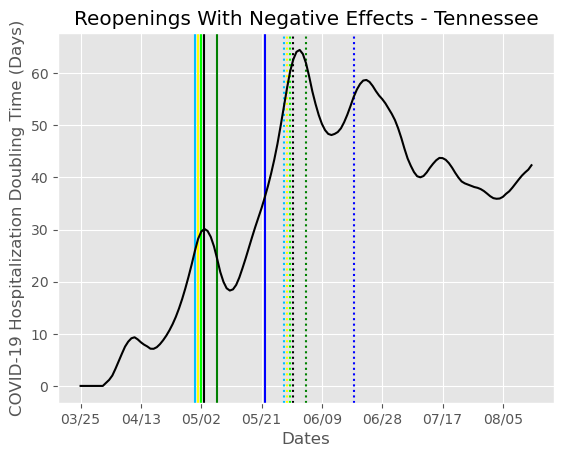 Reopenings With Negative Effects - Tennessee
COVID-19 Hospitalization Doubling Time (Days)
60
50
40
30
20
10
0
03/25 04/13 05/02 05/21 06/09 06/28 07/17 08/05
Dates